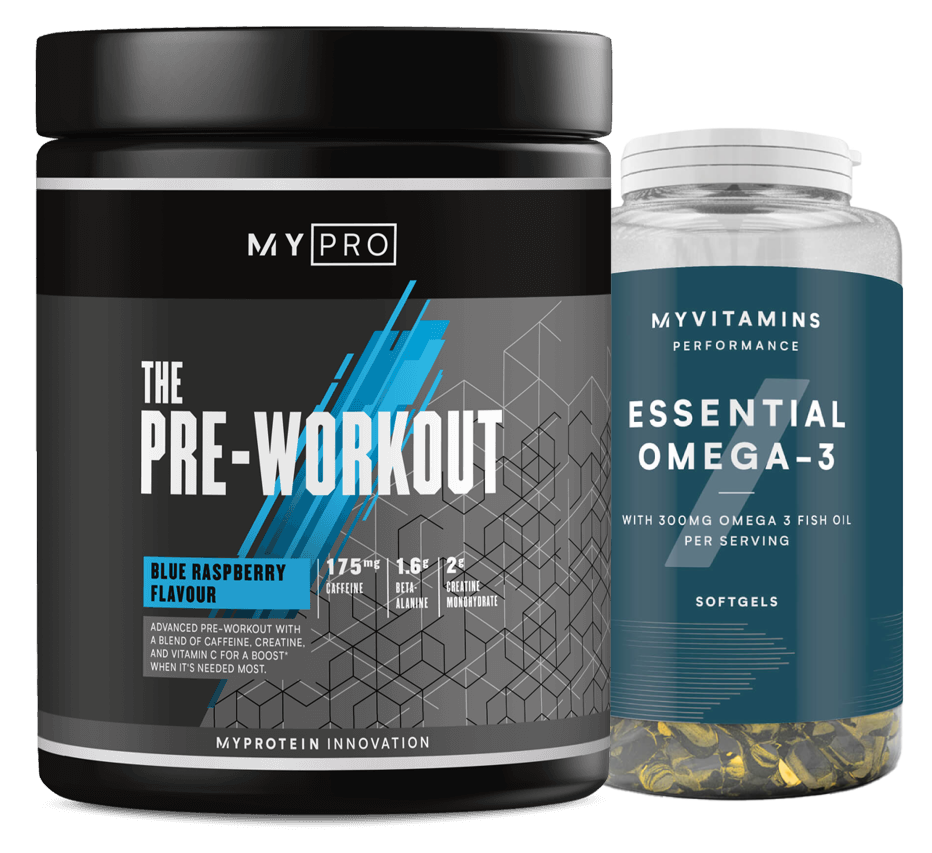 MYPRO
THE
PRE-WORKOUT
BLUE RASPBERRY
FLAVOUR
175mg
CAFFEINE
1.6g
BETA-
ALANINE
2g
CREATINE
MONOHYDRATE
ADVANCED PRE-WORKOUT WITH
A BLEND OF CAFFEINE, CREATINE,
AND VITAMIN C FOR A BOOST*
WHEN IT'S NEEDED MOST.
MYPROTEIN INNOVATION
MYVITAMINS
PERFORMANCE
ESSENTIAL
OMEGA-3
WITH 300MG OMEGA 3 FISH OIL
PER SERVING
SOFTGELS